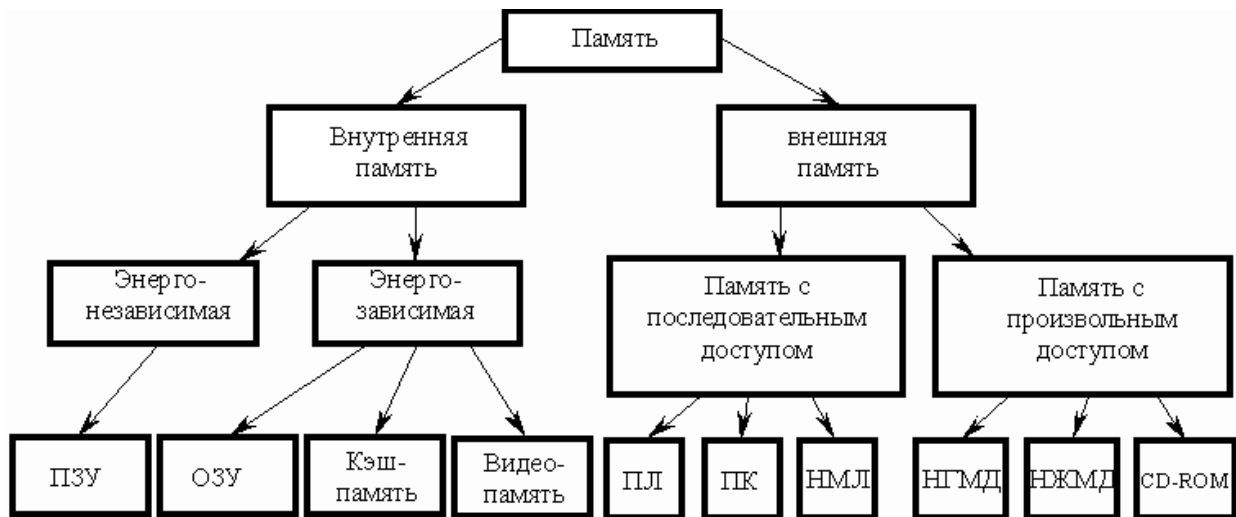 Память
Внутренняя
память
внешняя
память
Энерго-
независимая
Энерго-
зависимая
Память с
последовательным
доступом
Память с
произвольным
доступом
ПЗУ
ОЗУ
Кэш-
память
Видео-
память
ПЛ
ПК
НМЛ
НГМД
НЖМД
CD-ROM